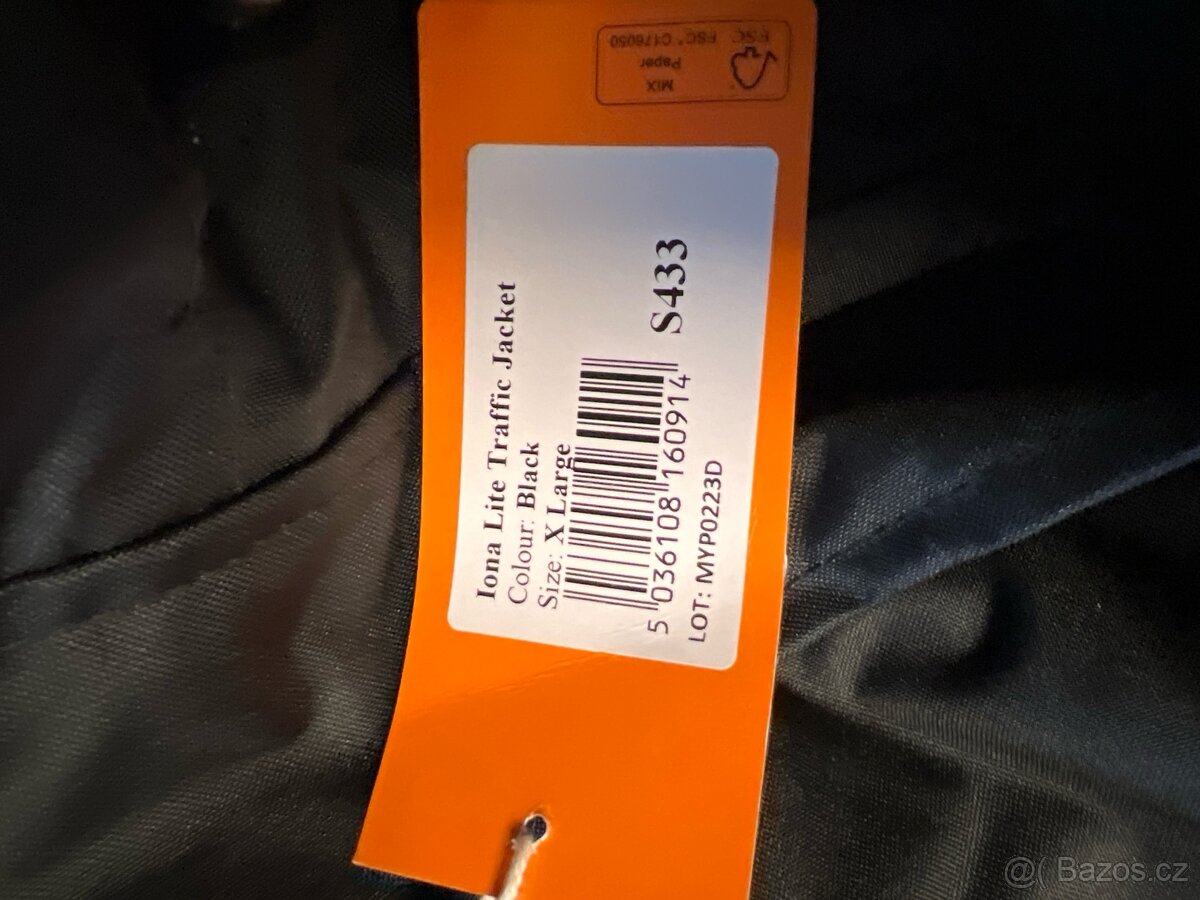 Iona Lite Traffic Jacket
Colour: Black
Size: X Large
S433
5 036108 160914
LOT: MYP0223D
MIX
Paper
FSC
FSC® C176050
@( Bazos.cz